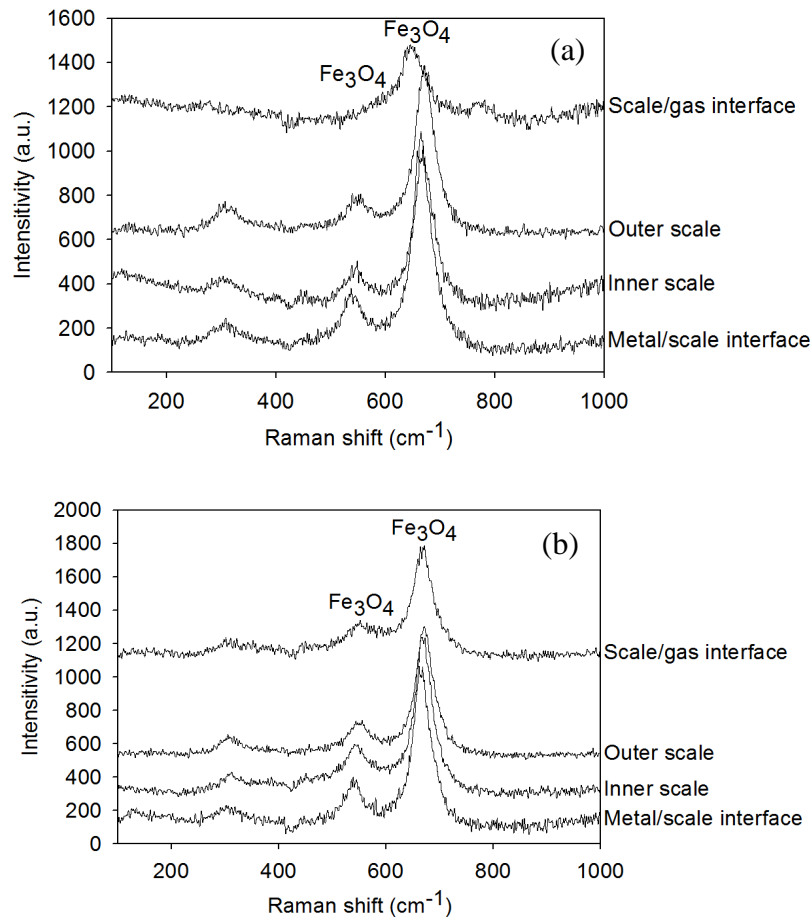 Fe3O4
(a)
Fe3O4
1600
1400
1200
1000
800
600
400
200
0
Intensitivity (a.u.)
Scale/gas interface
Outer scale
Inner scale
Metal/scale interface
200 400 600 800 1000
Raman shift (cm-1)
2000
1800
1600
1400
1200
1000
800
600
400
200
0
Intensitivity (a.u.)
Fe3O4
(b)
Fe3O4
Scale/gas interface
Outer scale
Inner scale
Metal/scale interface
200 400 600 800 1000
Raman shift (cm-1)